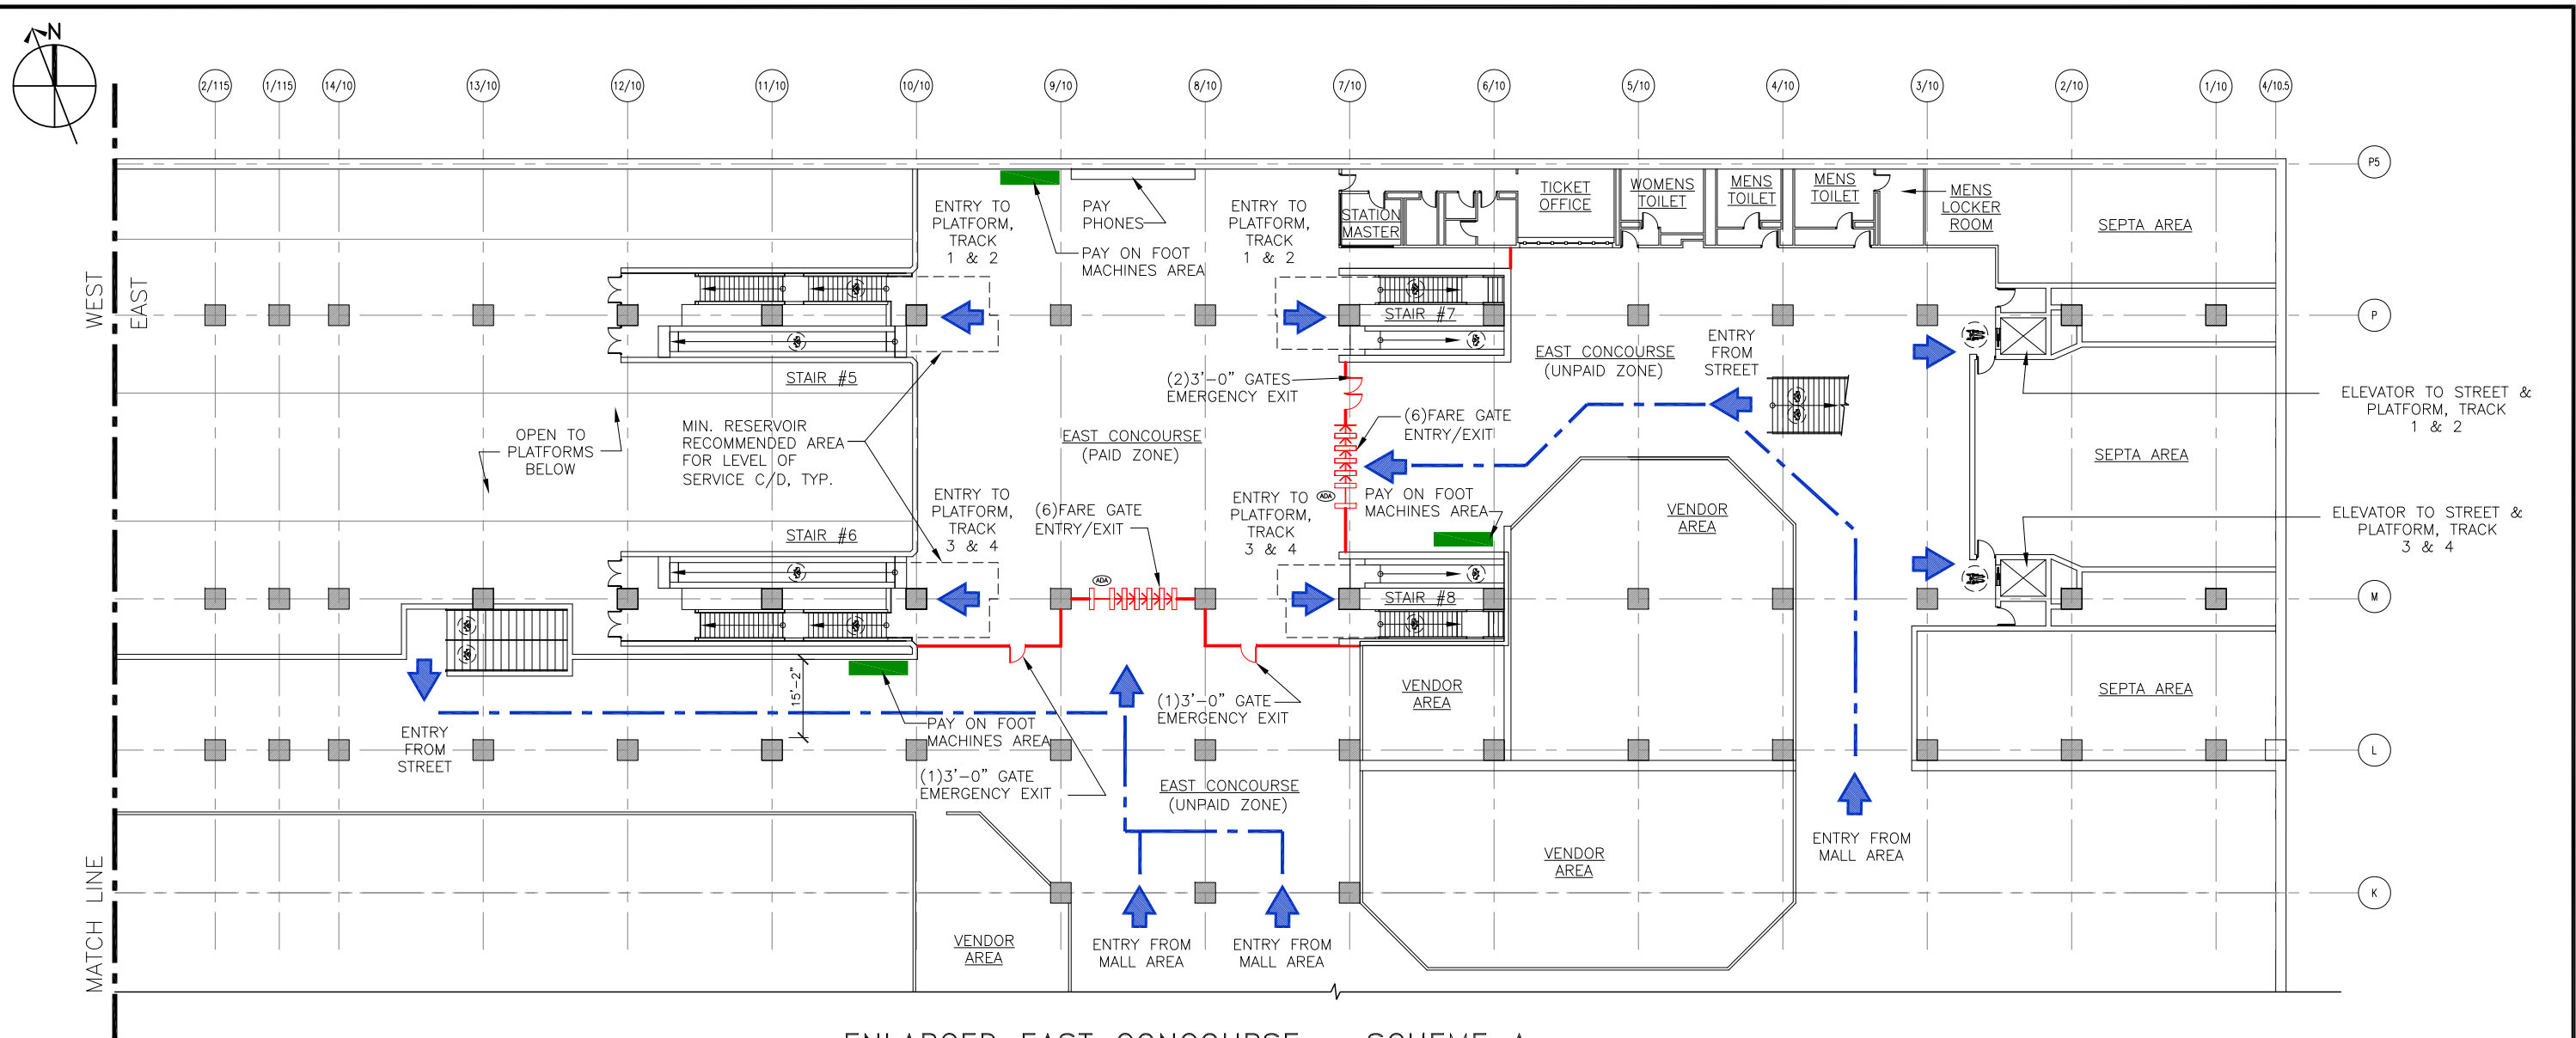 N
2/115
1/115
14/10
13/10
12/10
11/10
10/10
9/10
8/10
7/10
6/10
5/10
4/10
3/10
2/10
1/10
4/10.5
P5
P
M
L
K
WEST
EAST
MATCH LINE
ENTRY TO
PLATFORM,
TRACK
1 & 2
PAY
PHONES
PAY ON FOOT
MACHINES AREA
ENTRY TO
PLATFORM,
TRACK
1 & 2
STATION
MASTER
TICKET
OFFICE
WOMENS
TOILET
MENS
TOILET
MENS
TOILET
MENS
LOCKER
ROOM
SEPTA AREA
STAIR #5
STAIR #7
(2)3'-0" GATES
EMERGENCY EXIT
EAST CONCOURSE
(UNPAID ZONE)
ENTRY
FROM
STREET
ELEVATOR TO STREET &
PLATFORM, TRACK
1 & 2
OPEN TO
PLATFORMS
BELOW
MIN. RESERVOIR
RECOMMENDED AREA
FOR LEVEL OF
SERVICE C/D, TYP.
EAST CONCOURSE
(PAID ZONE)
(6)FARE GATE
ENTRY/EXIT
SEPTA AREA
STAIR #6
ENTRY TO
PLATFORM,
TRACK
3 & 4
(6)FARE GATE
ENTRY/EXIT
ADA
ENTRY TO
PLATFORM,
TRACK
3 & 4
ADA
PAY ON FOOT
MACHINES AREA
VENDOR
AREA
ELEVATOR TO STREET &
PLATFORM, TRACK
3 & 4
STAIR #8
15'-2"
ENTRY
FROM
STREET
PAY ON FOOT
MACHINES AREA
(1)3'-0" GATE
EMERGENCY EXIT
(1)3'-0" GATE
EMERGENCY EXIT
VENDOR
AREA
SEPTA AREA
EAST CONCOURSE
(UNPAID ZONE)
VENDOR
AREA
ENTRY FROM
MALL AREA
VENDOR
AREA
ENTRY FROM
MALL AREA
ENTRY FROM
MALL AREA
ENLARGED EAST CONCOURSE - SCHEME A